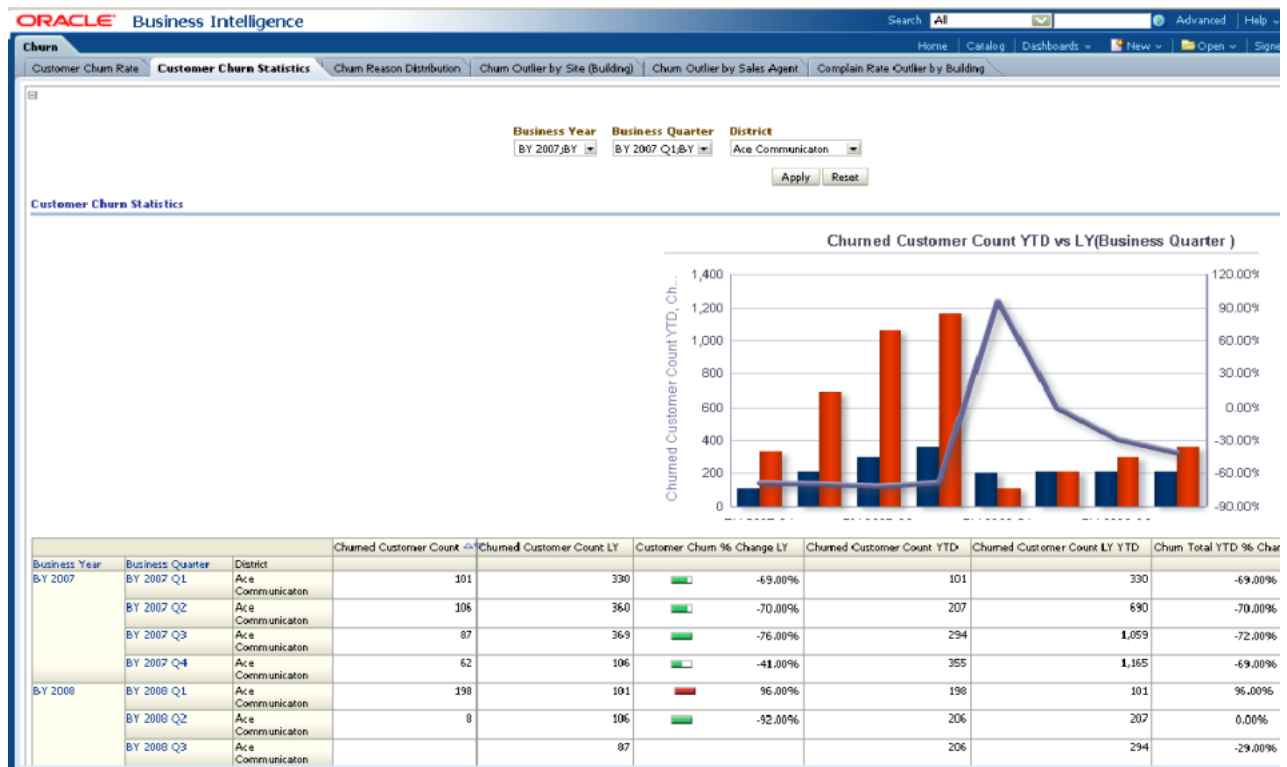 ORACLE Business Intelligence
Search All Advanced Help
Churn
Home Catalog Dashboards New Open
Customer Churn Rate Customer Churn Statistics Churn Reason Distribution Churn Outlier by Site (Building) Churn Outlier by Sales Agent Complain Rate Outlier by Building
Business Year Business Quarter District
BY 2007;BY BY 2007 Q1;BY Ace Communicaton
Apply Reset
Customer Churn Statistics
Churned Customer Count YTD vs LY(Business Quarter )
Churned Customer Count YTD, Ch...
1,400 120.00%
1,200 90.00%
1,000 60.00%
800 30.00%
600 0.00%
400 -30.00%
200 -60.00%
0 -90.00%
Churned Customer Count Churned Customer Count LY Customer Churn % Change LY Churned Customer Count YTD Churned Customer Count LY YTD Churn Total YTD % Char
Business Year Business Quarter District
BY 2007 BY 2007 Q1 Ace Communicaton 101 330 -69.00% 101 330 -69.00%
BY 2007 Q2 Ace Communicaton 106 360 -70.00% 207 690 -70.00%
BY 2007 Q3 Ace Communicaton 87 369 -76.00% 294 1,059 -72.00%
BY 2007 Q4 Ace Communicaton 62 106 -41.00% 355 1,165 -69.00%
BY 2008 BY 2008 Q1 Ace Communicaton 198 101 96.00% 198 101 96.00%
BY 2008 Q2 Ace Communicaton 8 106 -92.00% 206 207 0.00%
BY 2008 Q3 Ace Communicaton 87 206 294 -29.00%